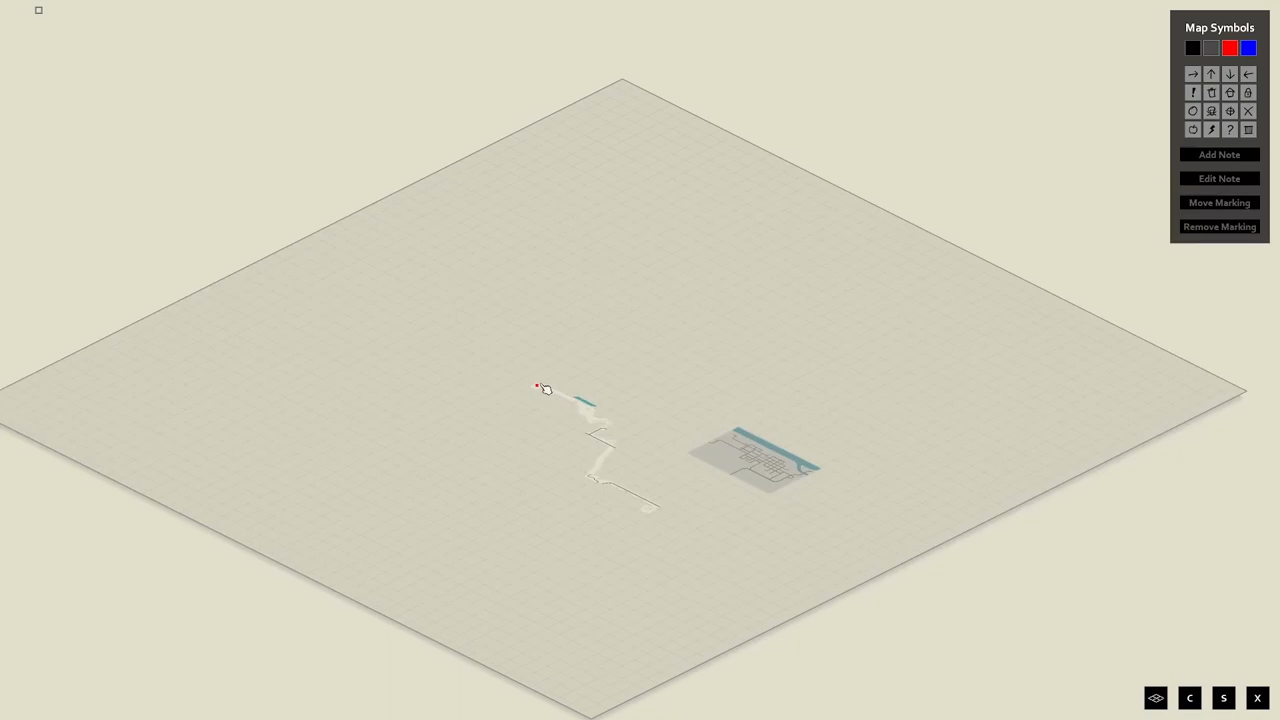 Map Symbols
!
?
Add Note
Edit Note
Move Marking
Remove Marking
C
S
X